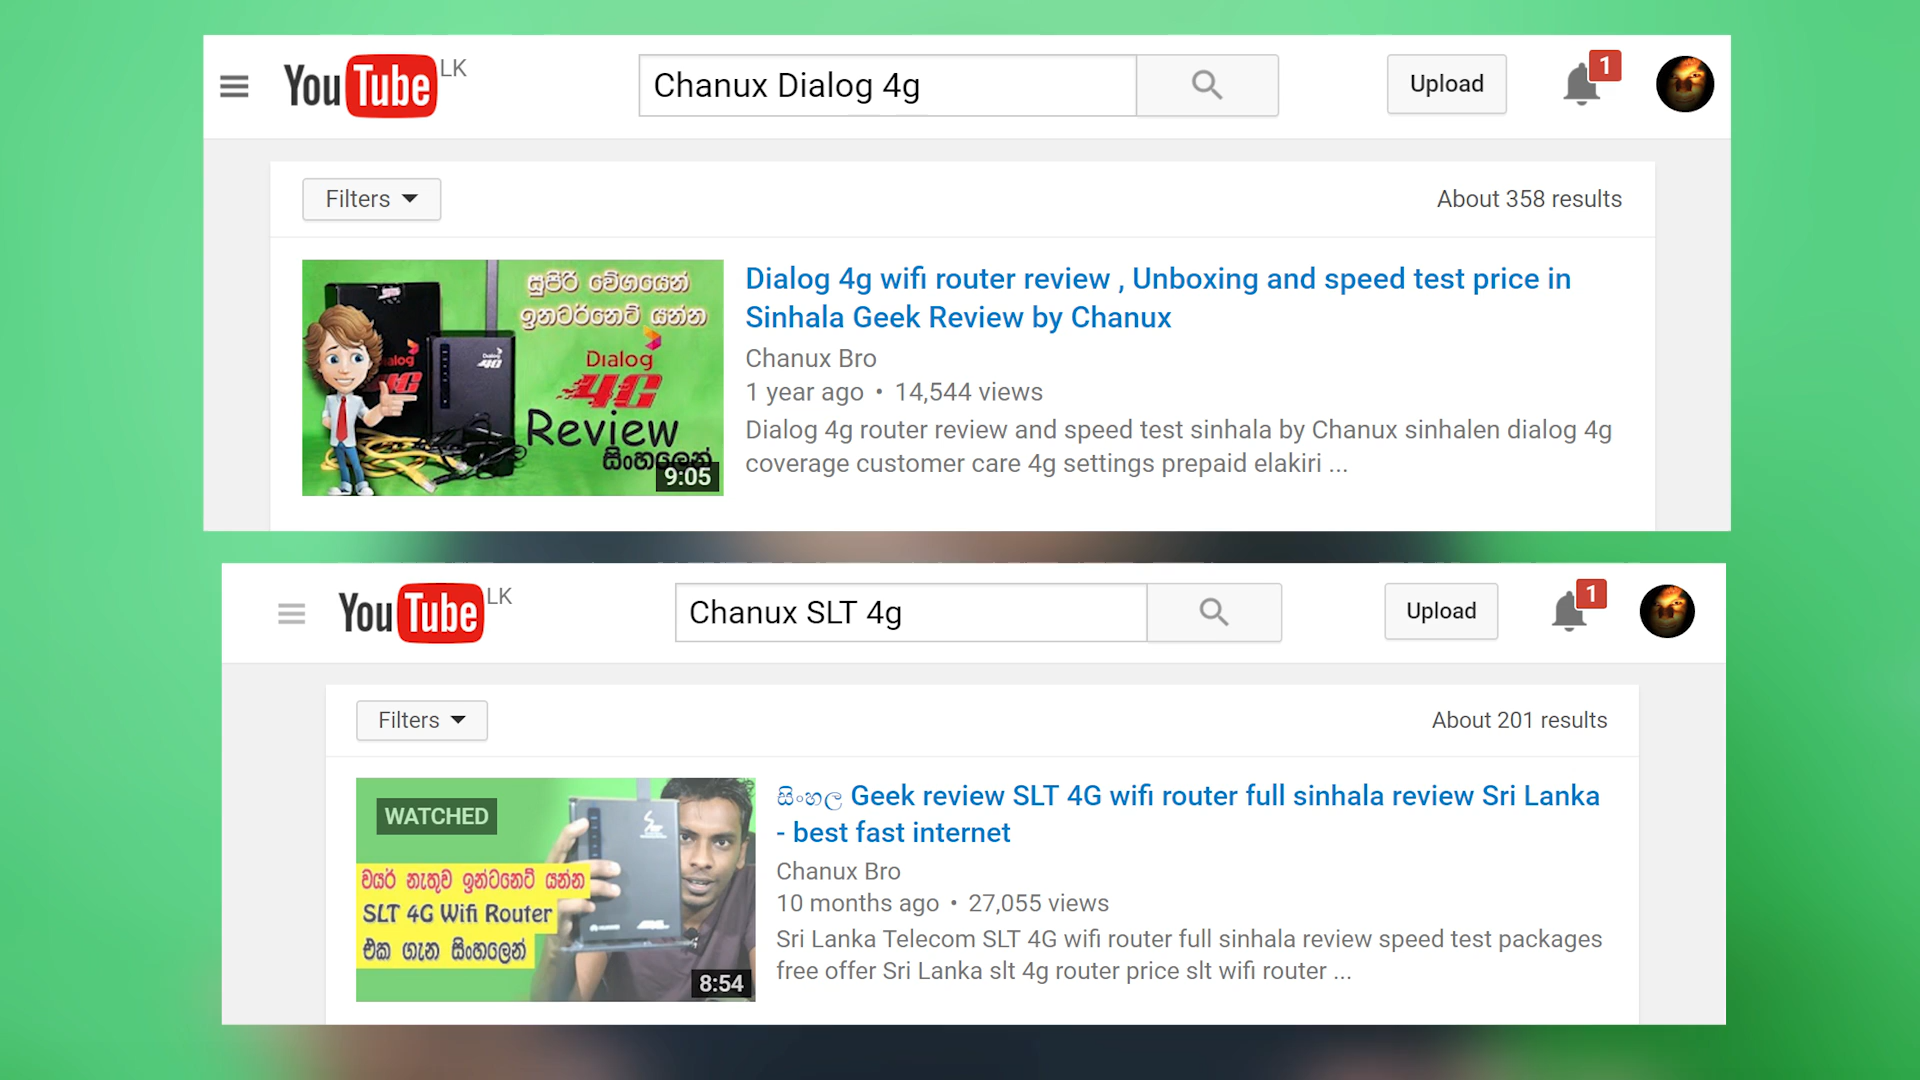 YouTube LK
Chanux Dialog 4g
Upload
1
Filters
About 358 results
සුපිරි වේගයෙන්
ඉනටර්නෙට් යන්න
Dialog
4G
Review
සිංහලෙන්
9:05
Dialog 4g wifi router review , Unboxing and speed test price in
Sinhala Geek Review by Chanux
Chanux Bro
1 year ago • 14,544 views
Dialog 4g router review and speed test sinhala by Chanux sinhalen dialog 4g
coverage customer care 4g settings prepaid elakiri ...
YouTube LK
Chanux SLT 4g
Upload
1
Filters
About 201 results
WATCHED
වයර් නැතුව ඉන්ටනෙට් යන්න
SLT 4G Wifi Router
එක ගැන සිංහලෙන්
8:54
සිංහල Geek review SLT 4G wifi router full sinhala review Sri Lanka
- best fast internet
Chanux Bro
10 months ago • 27,055 views
Sri Lanka Telecom SLT 4G wifi router full sinhala review speed test packages
free offer Sri Lanka slt 4g router price slt wifi router ...